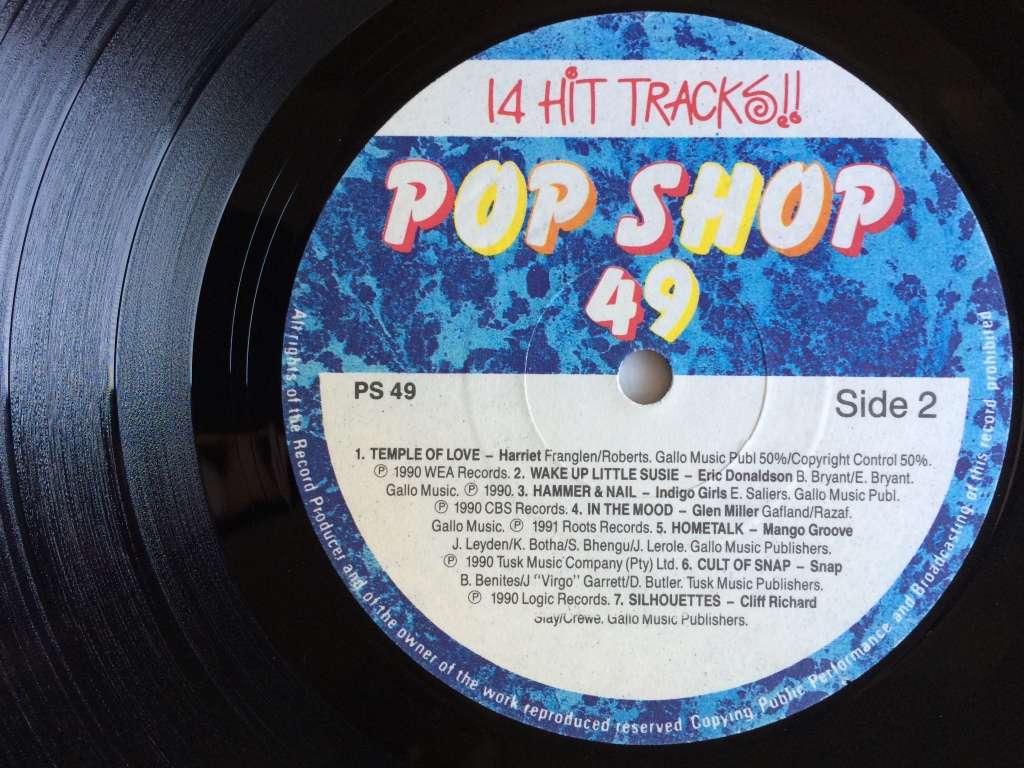 14 HIT TRACKS!!
POP SHOP
49
PS 49
Side 2
1. TEMPLE OF LOVE – Harriet Franglen/Roberts. Gallo Music Publ 50%/Copyright Control 50%.
℗ 1990 WEA Records. 2. WAKE UP LITTLE SUSIE – Eric Donaldson B. Bryant/E. Bryant.
Gallo Music. ℗ 1990. 3. HAMMER & NAIL – Indigo Girls E. Saliers. Gallo Music Publ.
℗ 1990 CBS Records. 4. IN THE MOOD – Glen Miller Gafland/Razaf.
Gallo Music. ℗ 1991 Roots Records. 5. HOMETALK – Mango Groove
J. Leyden/K. Botha/S. Bhengu/J. Lerole. Gallo Music Publishers.
℗ 1990 Tusk Music Company (Pty) Ltd. 6. CULT OF SNAP – Snap
B. Benites/J "Virgo" Garrett/D. Butler. Tusk Music Publishers.
℗ 1990 Logic Records. 7. SILHOUETTES – Cliff Richard
Slay/Crewe. Gallo Music Publishers.
All rights of the Record Producer and of the owner of the work reproduced reserved Copying Public Performance and Broadcasting of this record prohibited